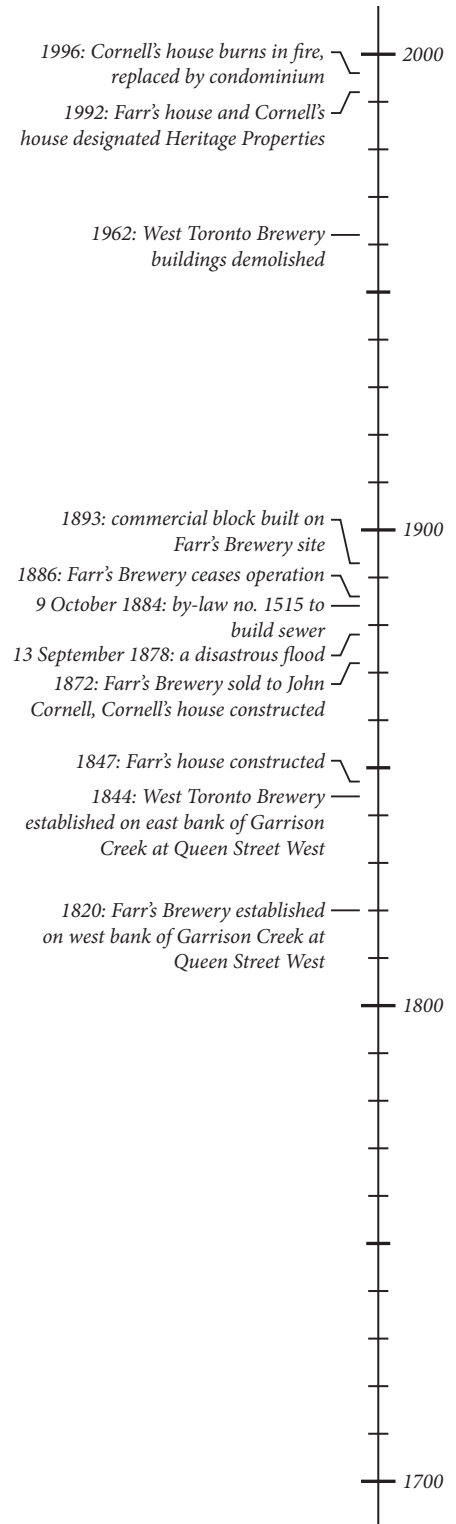 1996: Cornell's house burns in fire,
replaced by condominium
2000
1992: Farr's house and Cornell's
house designated Heritage Properties
1962: West Toronto Brewery
buildings demolished
1893: commercial block built on
Farr's Brewery site
1900
1886: Farr's Brewery ceases operation
9 October 1884: by-law no. 1515 to
build sewer
13 September 1878: a disastrous flood
1872: Farr's Brewery sold to John
Cornell, Cornell's house constructed
1847: Farr's house constructed
1844: West Toronto Brewery
established on east bank of Garrison
Creek at Queen Street West
1820: Farr's Brewery established
on west bank of Garrison Creek at
Queen Street West
1800
1700